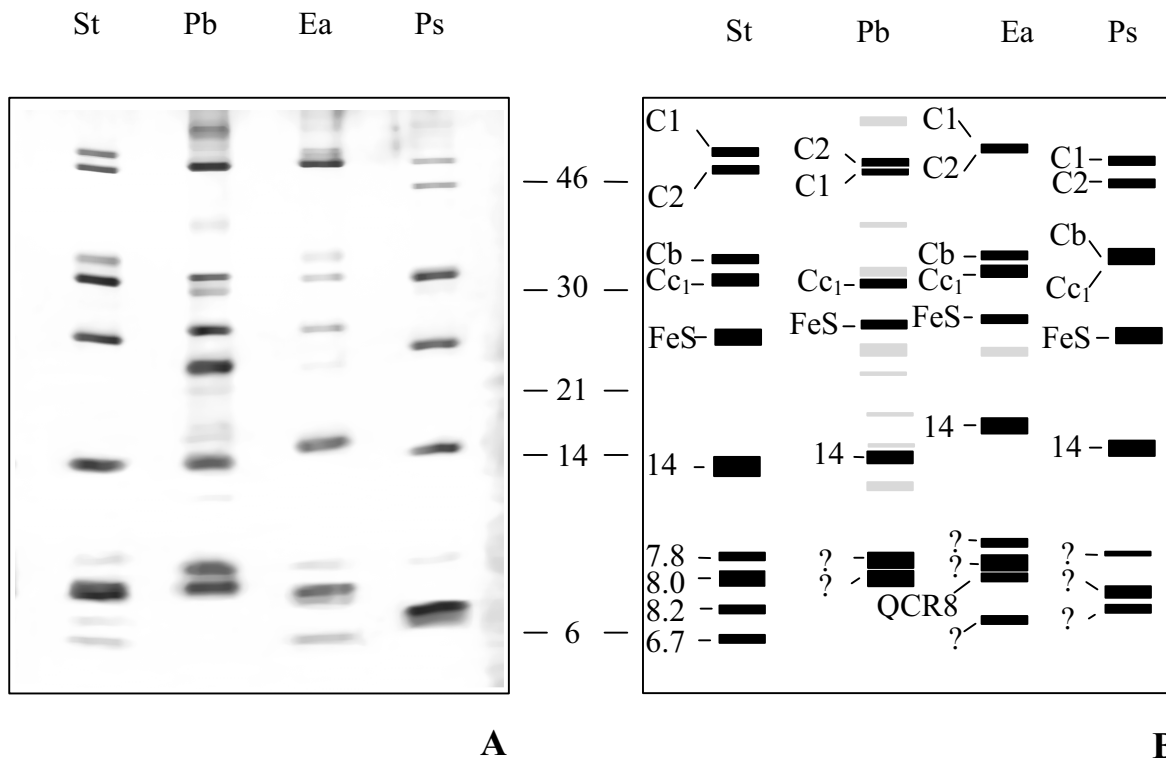 St Pb Ea Ps
St Pb Ea Ps
— 46 —
— 30 —
— 21 —
— 14 —
— 6 —
C1
C2
Cb
Cc₁
FeS
14
7.8
8.0
8.2
6.7
C2
C1
Cc₁
FeS
14
?
?
C1
C2
Cb
Cc₁
FeS
14
?
?
QCR8
?
C1
C2
Cb
Cc₁
FeS
14
?
?
?
A